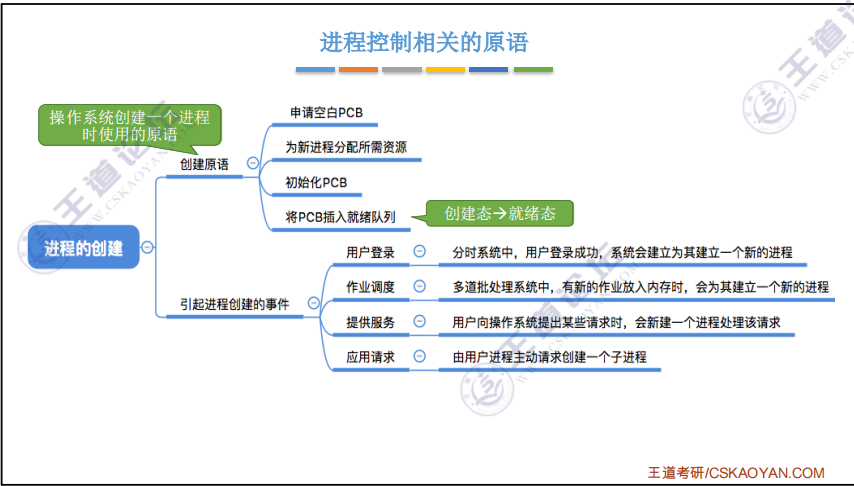 进程控制相关的原语
操作系统创建一个进程
时使用的原语
申请空白PCB
为新进程分配所需资源
创建原语
初始化PCB
将PCB插入就绪队列
创建态→就绪态
进程的创建
用户登录
分时系统中，用户登录成功，系统会建立为其建立一个新的进程
作业调度
多道批处理系统中，有新的作业放入内存时，会为其建立一个新的进程
引起进程创建的事件
提供服务
用户向操作系统提出某些请求时，会新建一个进程处理该请求
应用请求
由用户进程主动请求创建一个子进程
王道论坛
WWW.CSKAOYAN.COM
王道考研/CSKAOYAN.COM